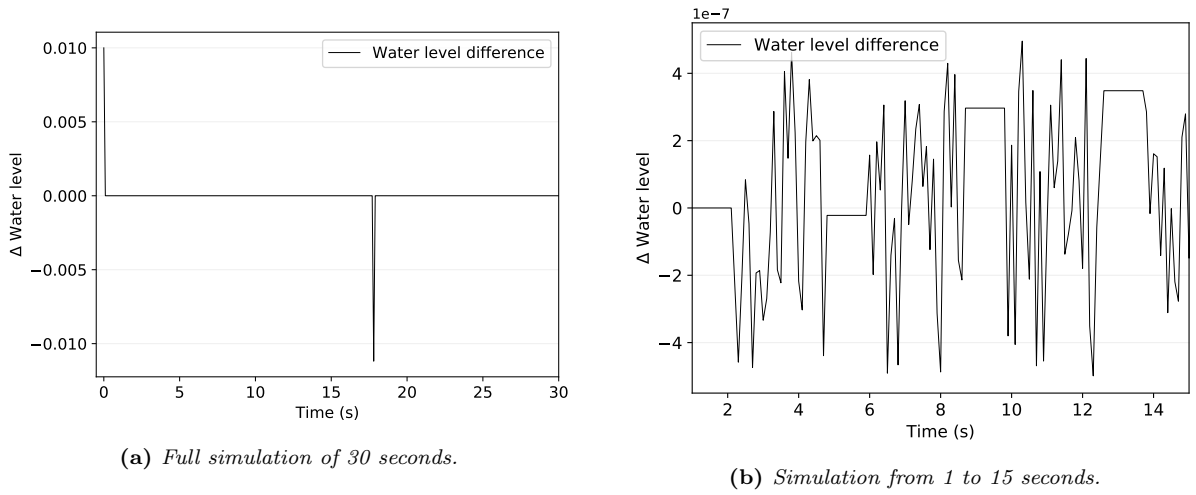 0.010
0.005
0.000
−0.005
−0.010
Δ Water level
Water level difference
0 5 10 15 20 25 30
Time (s)
(a) Full simulation of 30 seconds.
1e−7
4
2
0
−2
−4
Δ Water level
Water level difference
2 4 6 8 10 12 14
Time (s)
(b) Simulation from 1 to 15 seconds.